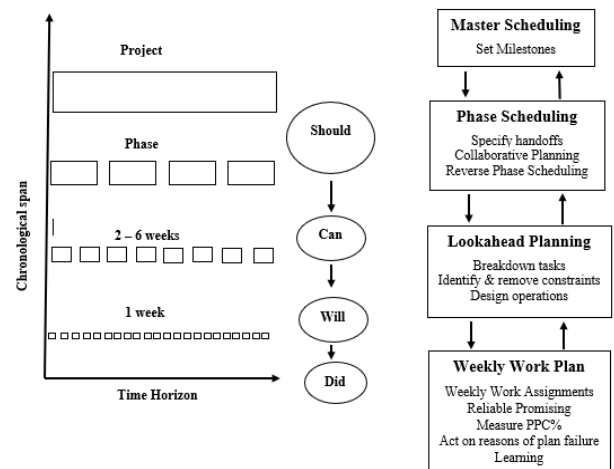 Project
Phase
2 – 6 weeks
1 week
Chronological span
Time Horizon
Should
Can
Will
Did
Master Scheduling
Set Milestones
Phase Scheduling
Specify handoffs
Collaborative Planning
Reverse Phase Scheduling
Lookahead Planning
Breakdown tasks
Identify & remove constraints
Design operations
Weekly Work Plan
Weekly Work Assignments
Reliable Promising
Measure PPC%
Act on reasons of plan failure
Learning